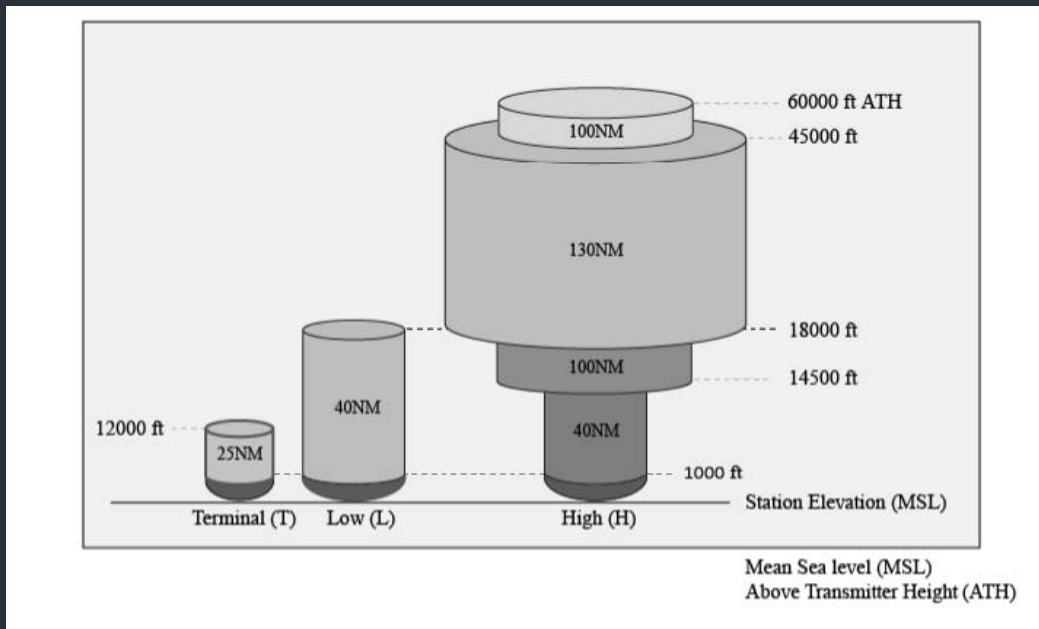 60000 ft ATH
100NM
45000 ft
130NM
18000 ft
100NM
14500 ft
40NM
12000 ft
40NM
25NM
1000 ft
Station Elevation (MSL)
Terminal (T) Low (L) High (H)
Mean Sea level (MSL)
Above Transmitter Height (ATH)